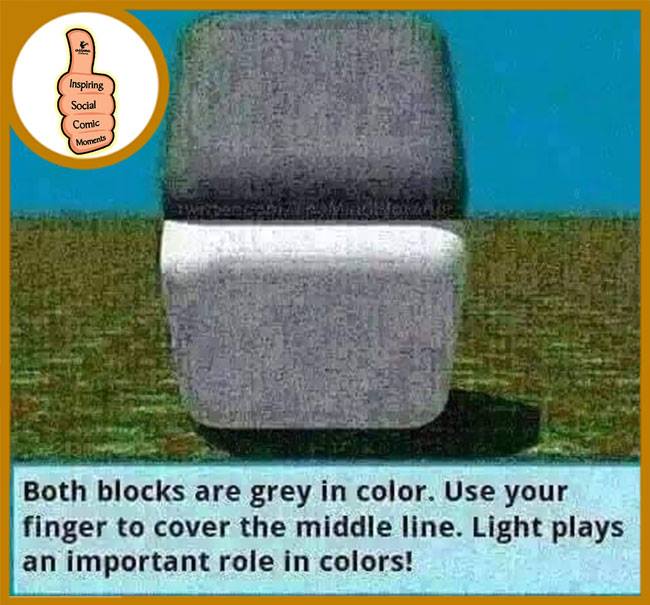 Inspiring
Social
Comic
Moments
Both blocks are grey in color. Use your
finger to cover the middle line. Light plays
an important role in colors!